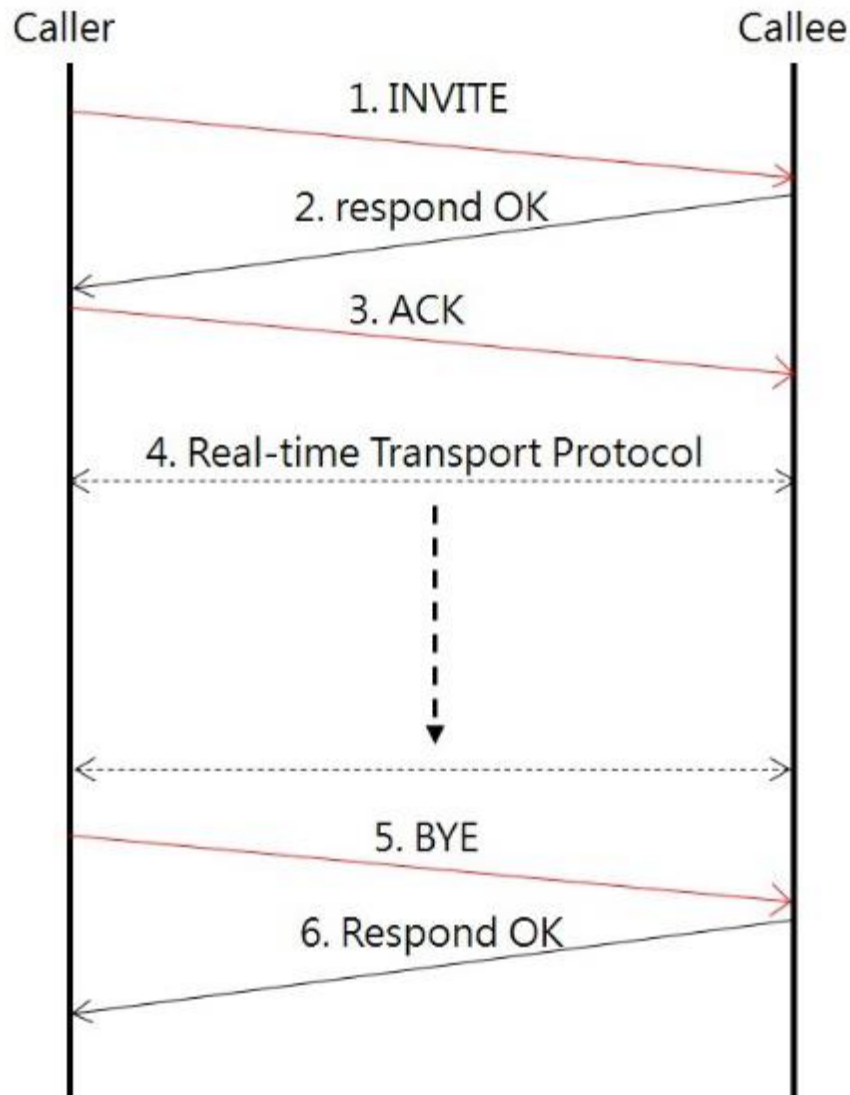 Caller
Callee
1. INVITE
2. respond OK
3. ACK
4. Real-time Transport Protocol
5. BYE
6. Respond OK